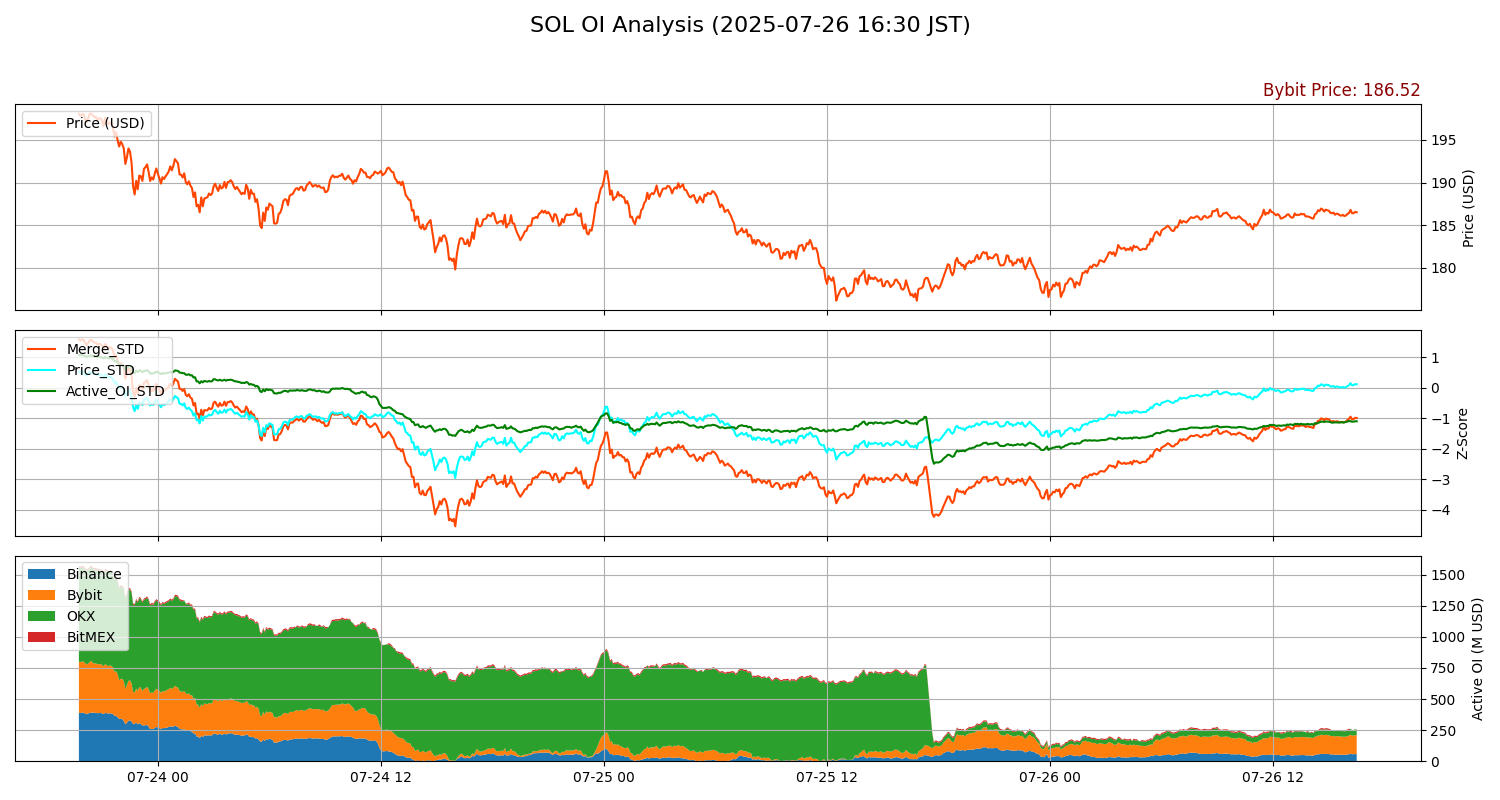 SOL OI Analysis (2025-07-26 16:30 JST)
Bybit Price: 186.52
Price (USD)
195
190
185
180
Price (USD)
Merge_STD
Price_STD
Active_OI_STD
1
0
−1
−2
−3
−4
Z-Score
Binance
Bybit
OKX
BitMEX
1500
1250
1000
750
500
250
0
Active OI (M USD)
07-24 00
07-24 12
07-25 00
07-25 12
07-26 00
07-26 12